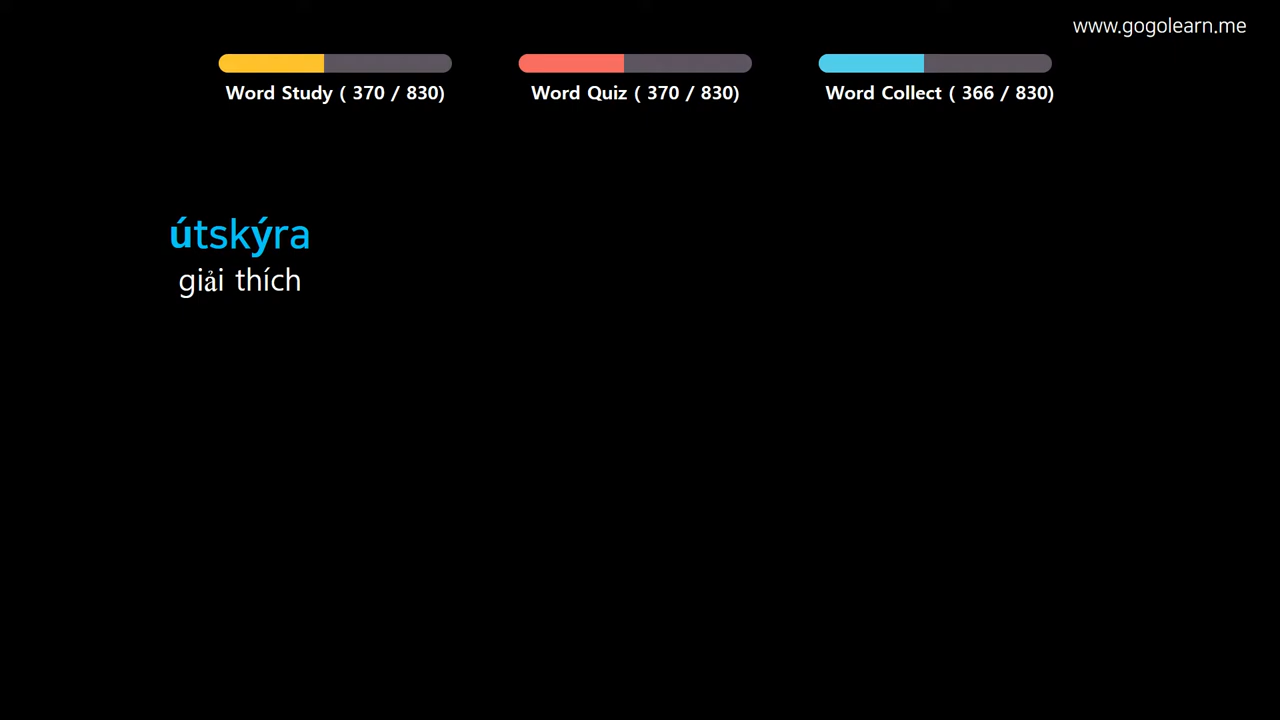 www.gogolearn.me
Word Study ( 370 / 830)
Word Quiz ( 370 / 830)
Word Collect ( 366 / 830)
útskýra
giải thích